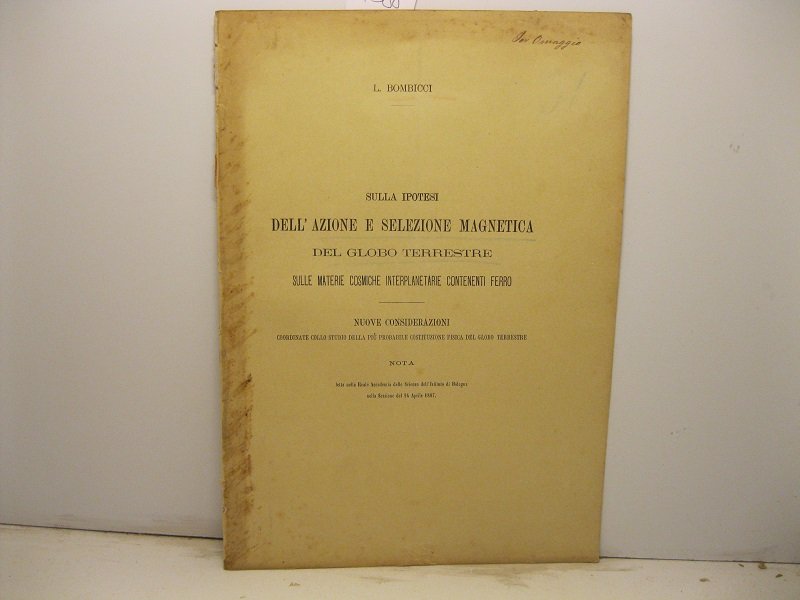 Per Omaggio
L. BOMBICCI
SULLA IPOTESI
DELL' AZIONE E SELEZIONE MAGNETICA
DEL GLOBO TERRESTRE
SULLE MATERIE COSMICHE INTERPLANETARIE CONTENENTI FERRO
NUOVE CONSIDERAZIONI
COORDINATE COLLO STUDIO DELLA PIÙ PROBABILE COSTITUZIONE FISICA DEL GLOBO TERRESTRE
NOTA
letta nella Reale Accademia delle Scienze dell'Istituto di Bologna
nella Sessione del 24 Aprile 1887.